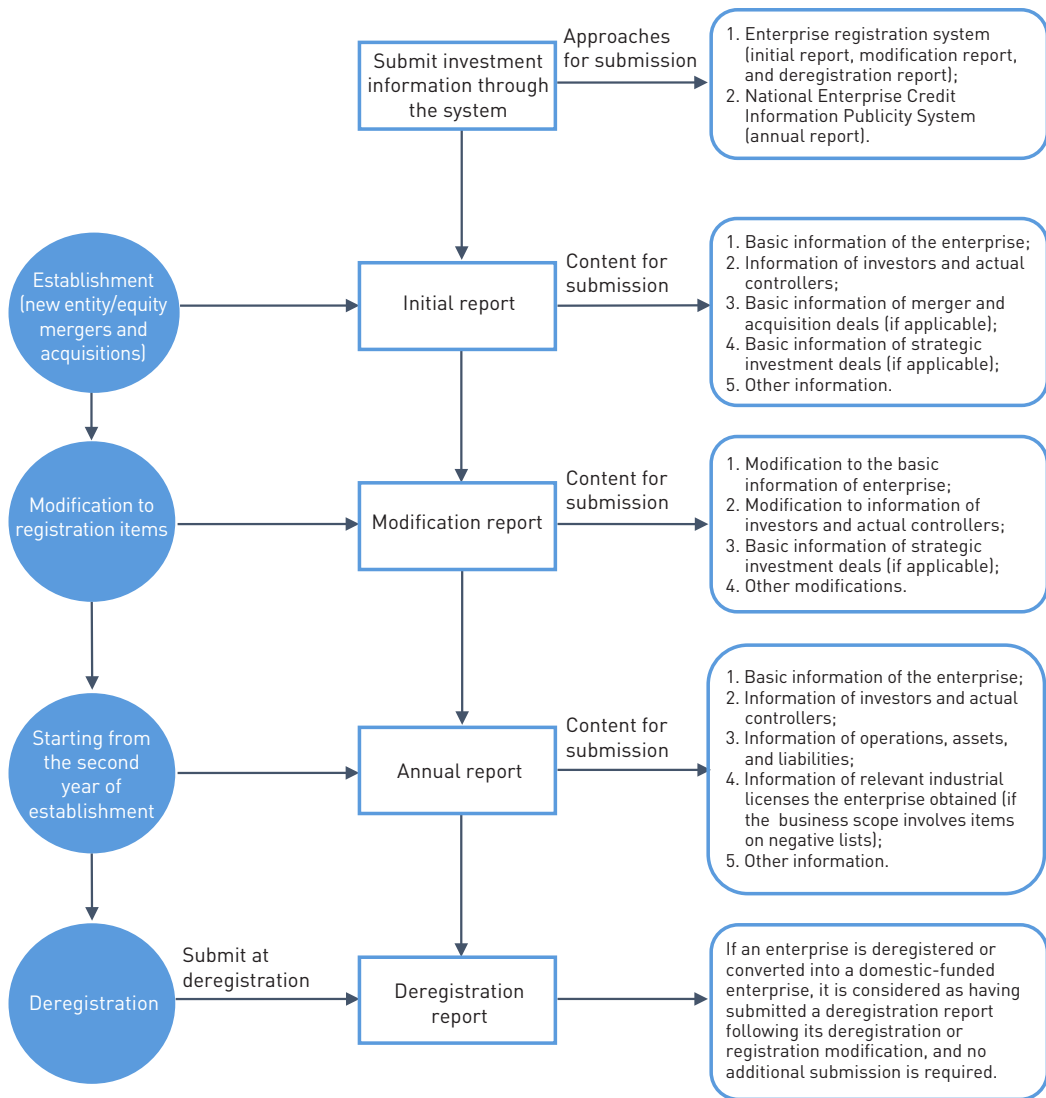 Submit investment
information through
the system
Approaches
for submission
1. Enterprise registration system
(initial report, modification report,
and deregistration report);
2. National Enterprise Credit
Information Publicity System
(annual report).
Establishment
(new entity/equity
mergers and
acquisitions)
Initial report
Content for
submission
1. Basic information of the enterprise;
2. Information of investors and actual
controllers;
3. Basic information of merger and
acquisition deals (if applicable);
4. Basic information of strategic
investment deals (if applicable);
5. Other information.
Modification to
registration items
Modification report
Content for
submission
1. Modification to the basic
information of enterprise;
2. Modification to information of
investors and actual controllers;
3. Basic information of strategic
investment deals (if applicable);
4. Other modifications.
Starting from
the second
year of
establishment
Annual report
Content for
submission
1. Basic information of the enterprise;
2. Information of investors and actual
controllers;
3. Information of operations, assets,
and liabilities;
4. Information of relevant industrial
licenses the enterprise obtained (if
the business scope involves items
on negative lists);
5. Other information.
Deregistration
Submit at
deregistration
Deregistration
report
If an enterprise is deregistered or
converted into a domestic-funded
enterprise, it is considered as having
submitted a deregistration report
following its deregistration or
registration modification, and no
additional submission is required.